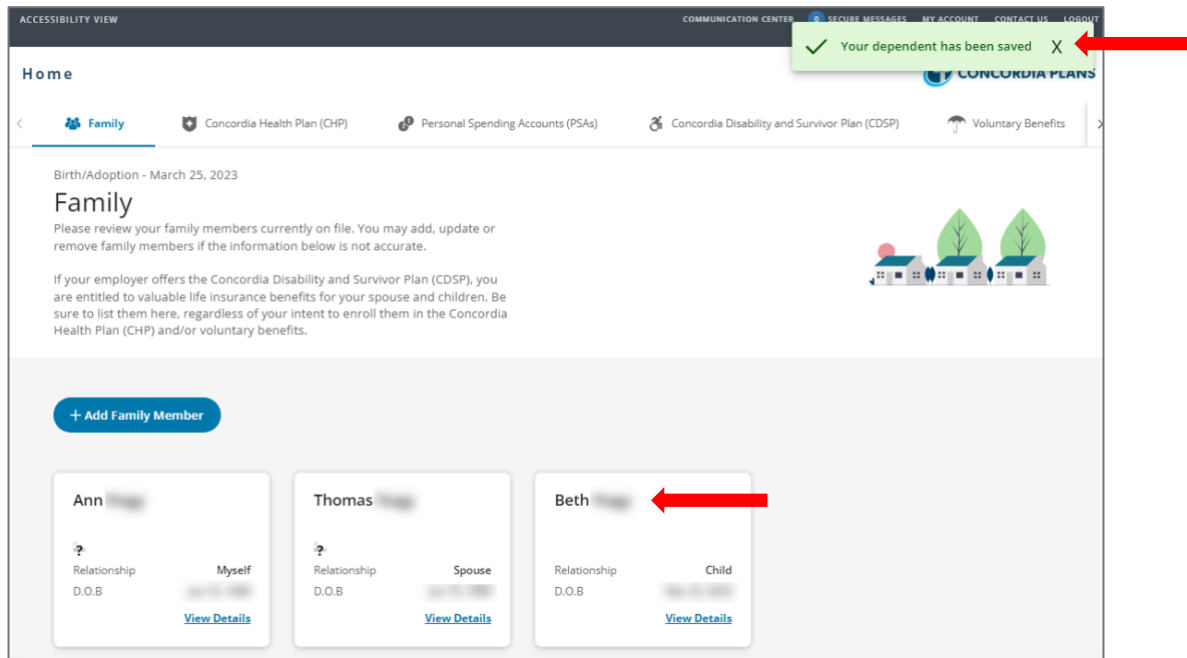 ACCESSIBILITY VIEW
COMMUNICATION CENTER 0 SECURE MESSAGES MY ACCOUNT CONTACT US LOGOUT
Your dependent has been saved X
Home
CONCORDIA PLANS
Family Concordia Health Plan (CHP) Personal Spending Accounts (PSAs) Concordia Disability and Survivor Plan (CDSP) Voluntary Benefits
Birth/Adoption - March 25, 2023
Family
Please review your family members currently on file. You may add, update or
remove family members if the information below is not accurate.
If your employer offers the Concordia Disability and Survivor Plan (CDSP), you
are entitled to valuable life insurance benefits for your spouse and children. Be
sure to list them here, regardless of your intent to enroll them in the Concordia
Health Plan (CHP) and/or voluntary benefits.
+ Add Family Member
Ann
?
Relationship Myself
D.O.B
View Details
Thomas
?
Relationship Spouse
D.O.B
View Details
Beth
Relationship Child
D.O.B
View Details